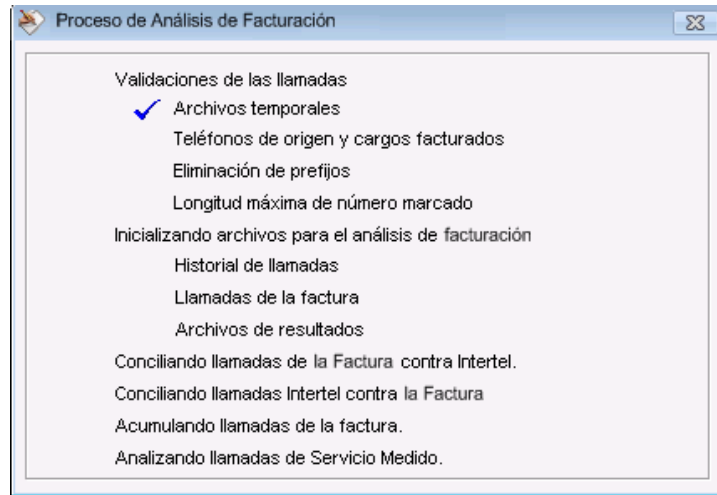 Proceso de Análisis de Facturación
Validaciones de las llamadas
Archivos temporales
Teléfonos de origen y cargos facturados
Eliminación de prefijos
Longitud máxima de número marcado
Inicializando archivos para el análisis de facturación
Historial de llamadas
Llamadas de la factura
Archivos de resultados
Conciliando llamadas de la Factura contra Intertel.
Conciliando llamadas Intertel contra la Factura
Acumulando llamadas de la factura.
Analizando llamadas de Servicio Medido.